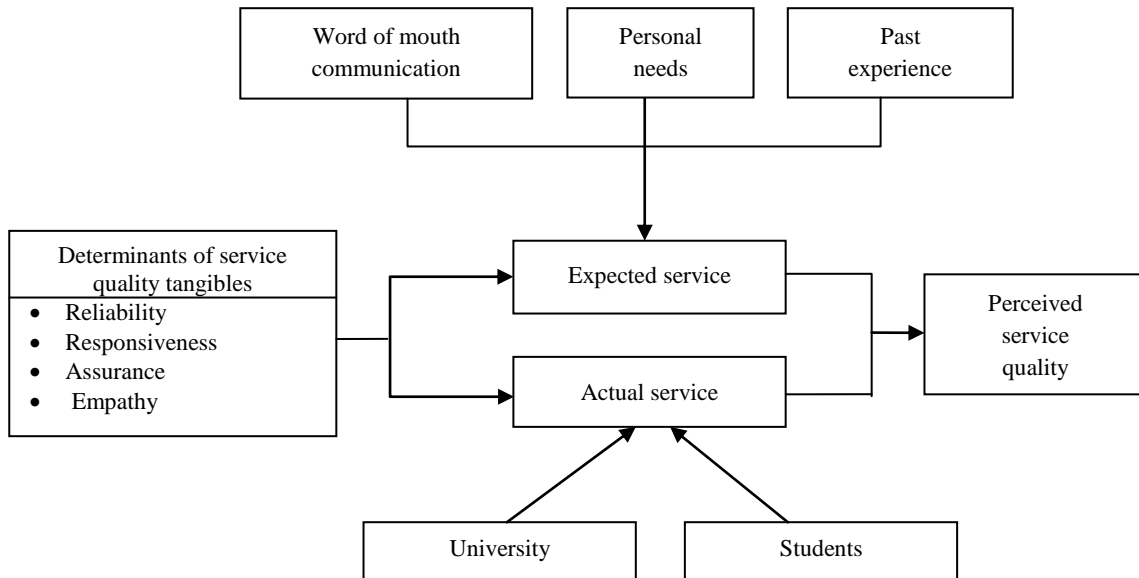 Word of mouth
communication
Personal
needs
Past
experience
Determinants of service
quality tangibles
• Reliability
• Responsiveness
• Assurance
• Empathy
Expected service
Actual service
Perceived
service
quality
University
Students